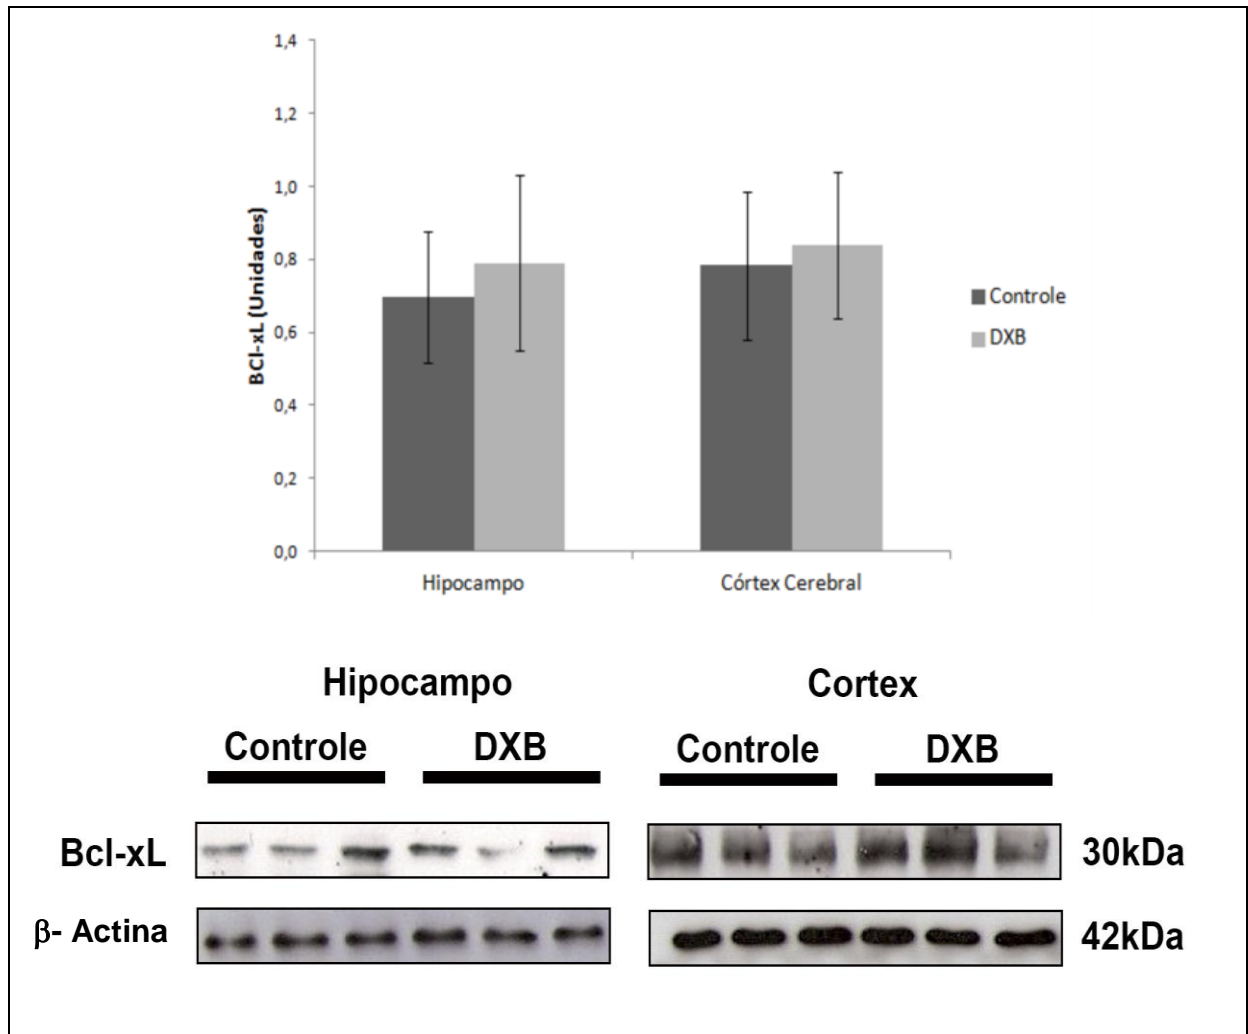 1,4
1,2
1,0
0,8
0,6
0,4
0,2
0,0
BCl-xL (Unidades)
Hipocampo
Córtex Cerebral
Controle
DXB
Hipocampo
Cortex
Controle
DXB
Controle
DXB
Bcl-xL
30kDa
β- Actina
42kDa